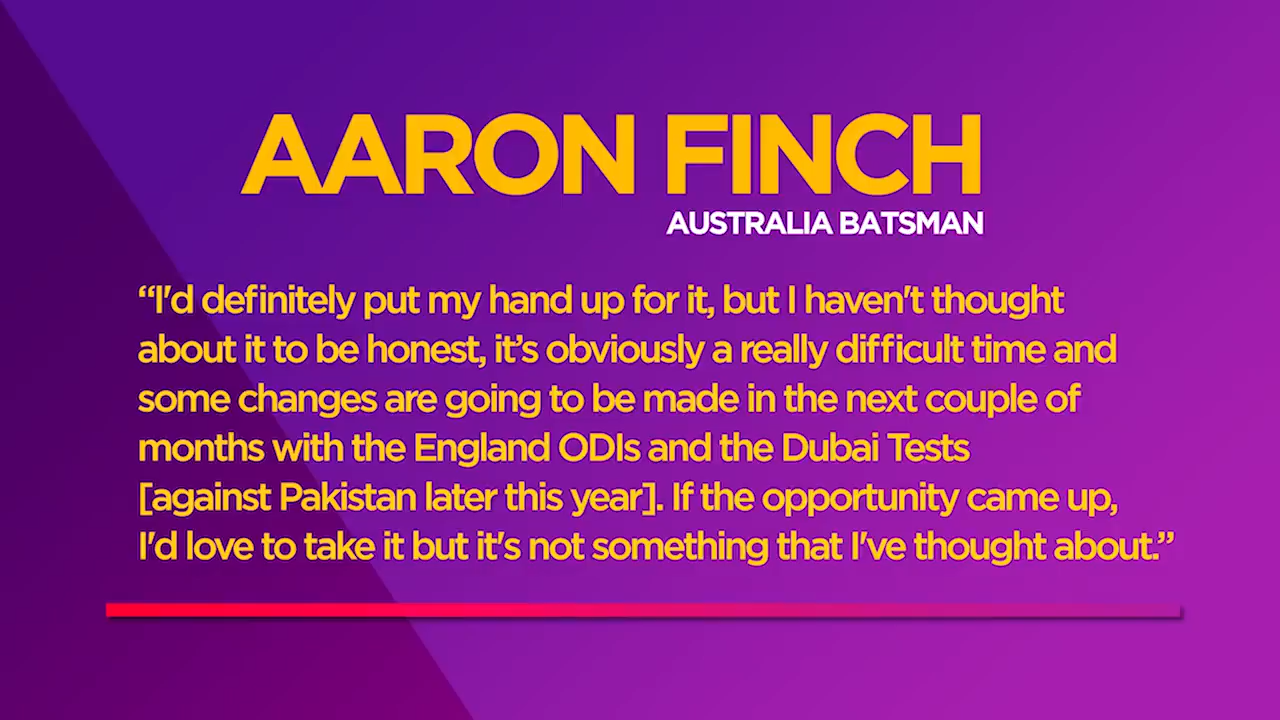 AARON FINCH
AUSTRALIA BATSMAN
“I'd definitely put my hand up for it, but I haven't thought
about it to be honest, it’s obviously a really difficult time and
some changes are going to be made in the next couple of
months with the England ODIs and the Dubai Tests
[against Pakistan later this year]. If the opportunity came up,
I'd love to take it but it's not something that I've thought about.”